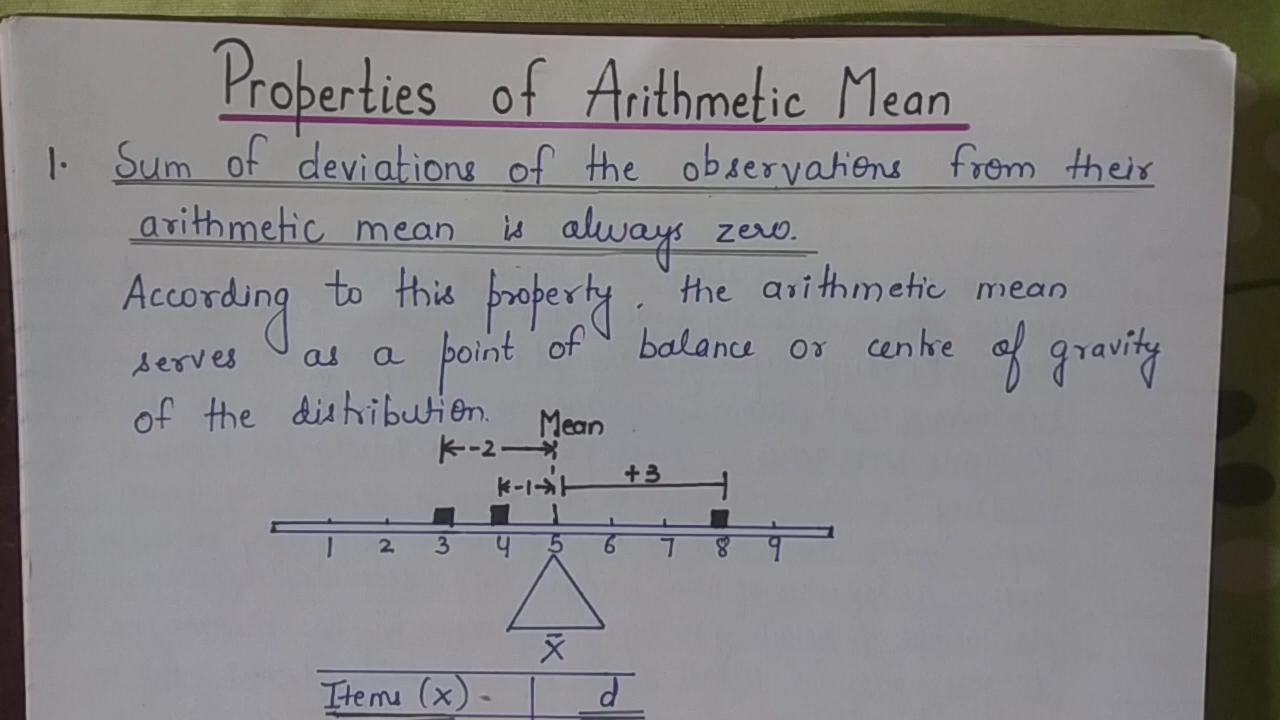 Properties of Arithmetic Mean
1. Sum of deviations of the observations from their
arithmetic mean is always zero.
According to this property, the arithmetic mean
serves as a point of balance or centre of gravity
of the distribution.
Mean
-2
-1 +3
1 2 3 4 5 6 7 8 9
x̄
Items (x) - d